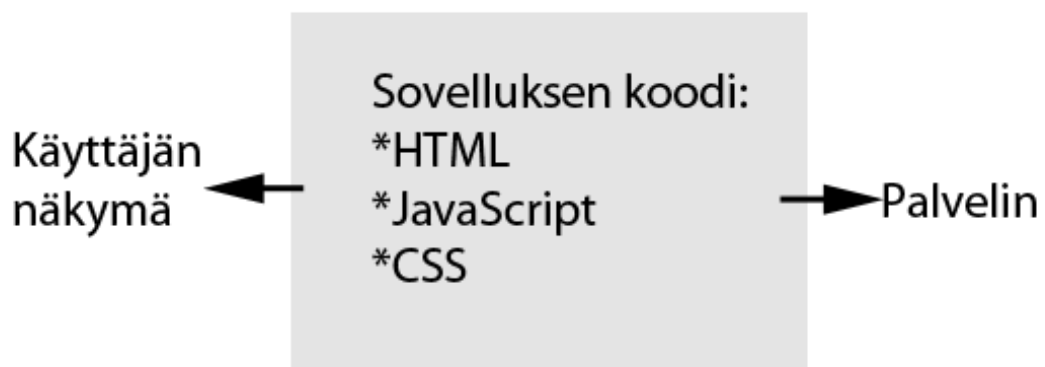 Käyttäjän
näkymä
Sovelluksen koodi:
*HTML
*JavaScript
*CSS
Palvelin